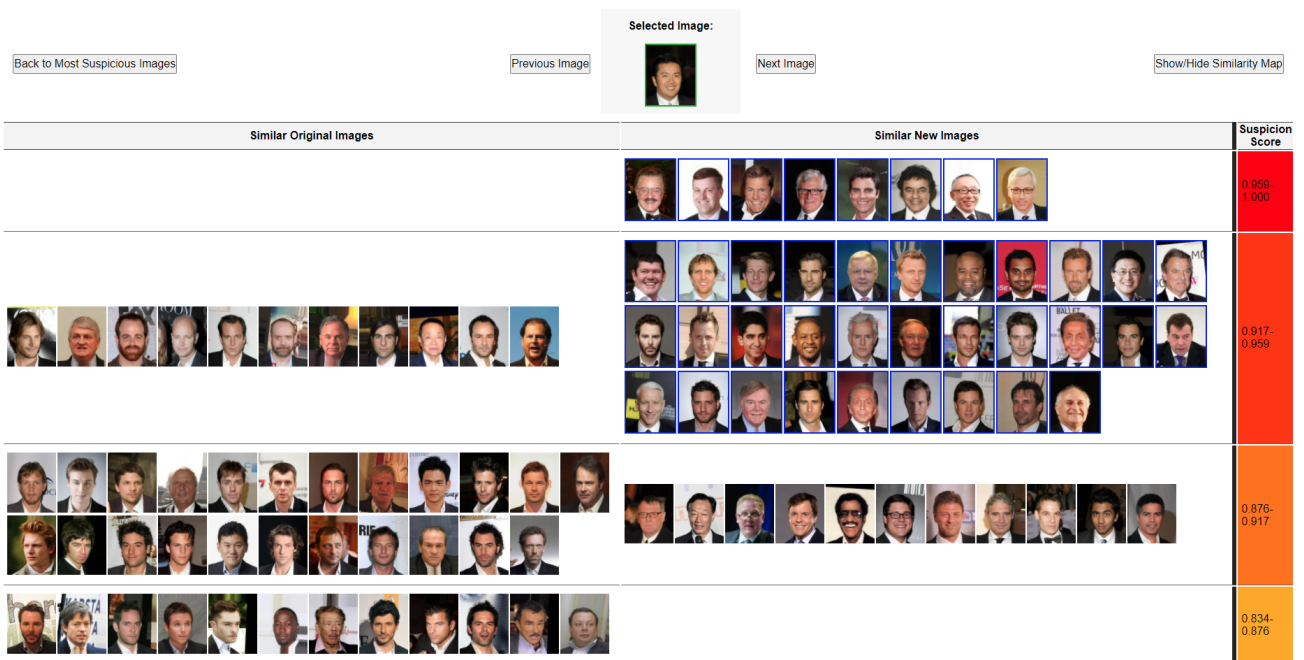 Selected Image:
Back to Most Suspicious Images
Previous Image
Next Image
Show/Hide Similarity Map
Similar Original Images
Similar New Images
Suspicion
Score
0.959-
1.000
0.917-
0.959
0.876-
0.917
0.834-
0.876